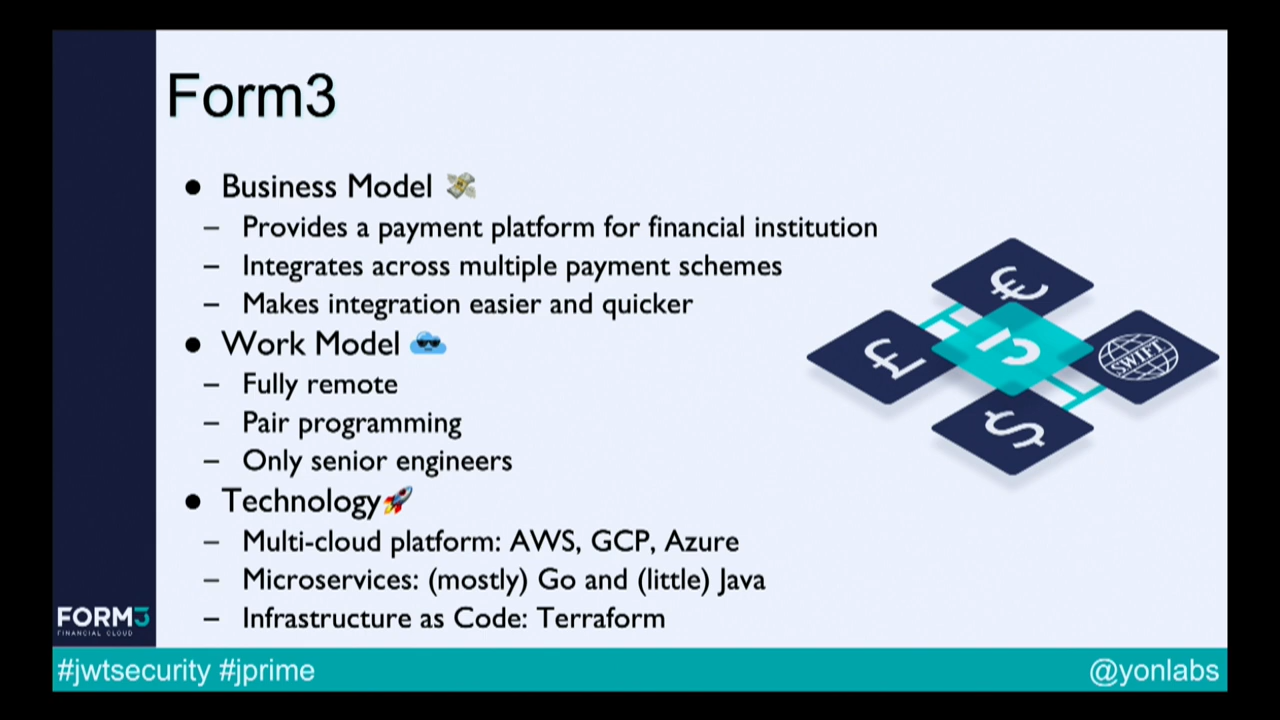 Form3
● Business Model 💸
– Provides a payment platform for financial institution
– Integrates across multiple payment schemes
– Makes integration easier and quicker
● Work Model
– Fully remote
– Pair programming
– Only senior engineers
● Technology🚀
– Multi-cloud platform: AWS, GCP, Azure
– Microservices: (mostly) Go and (little) Java
– Infrastructure as Code: Terraform
€
£
3
SWIFT
$
FORM3
FINANCIAL CLOUD
#jwtsecurity #jprime
@yonlabs